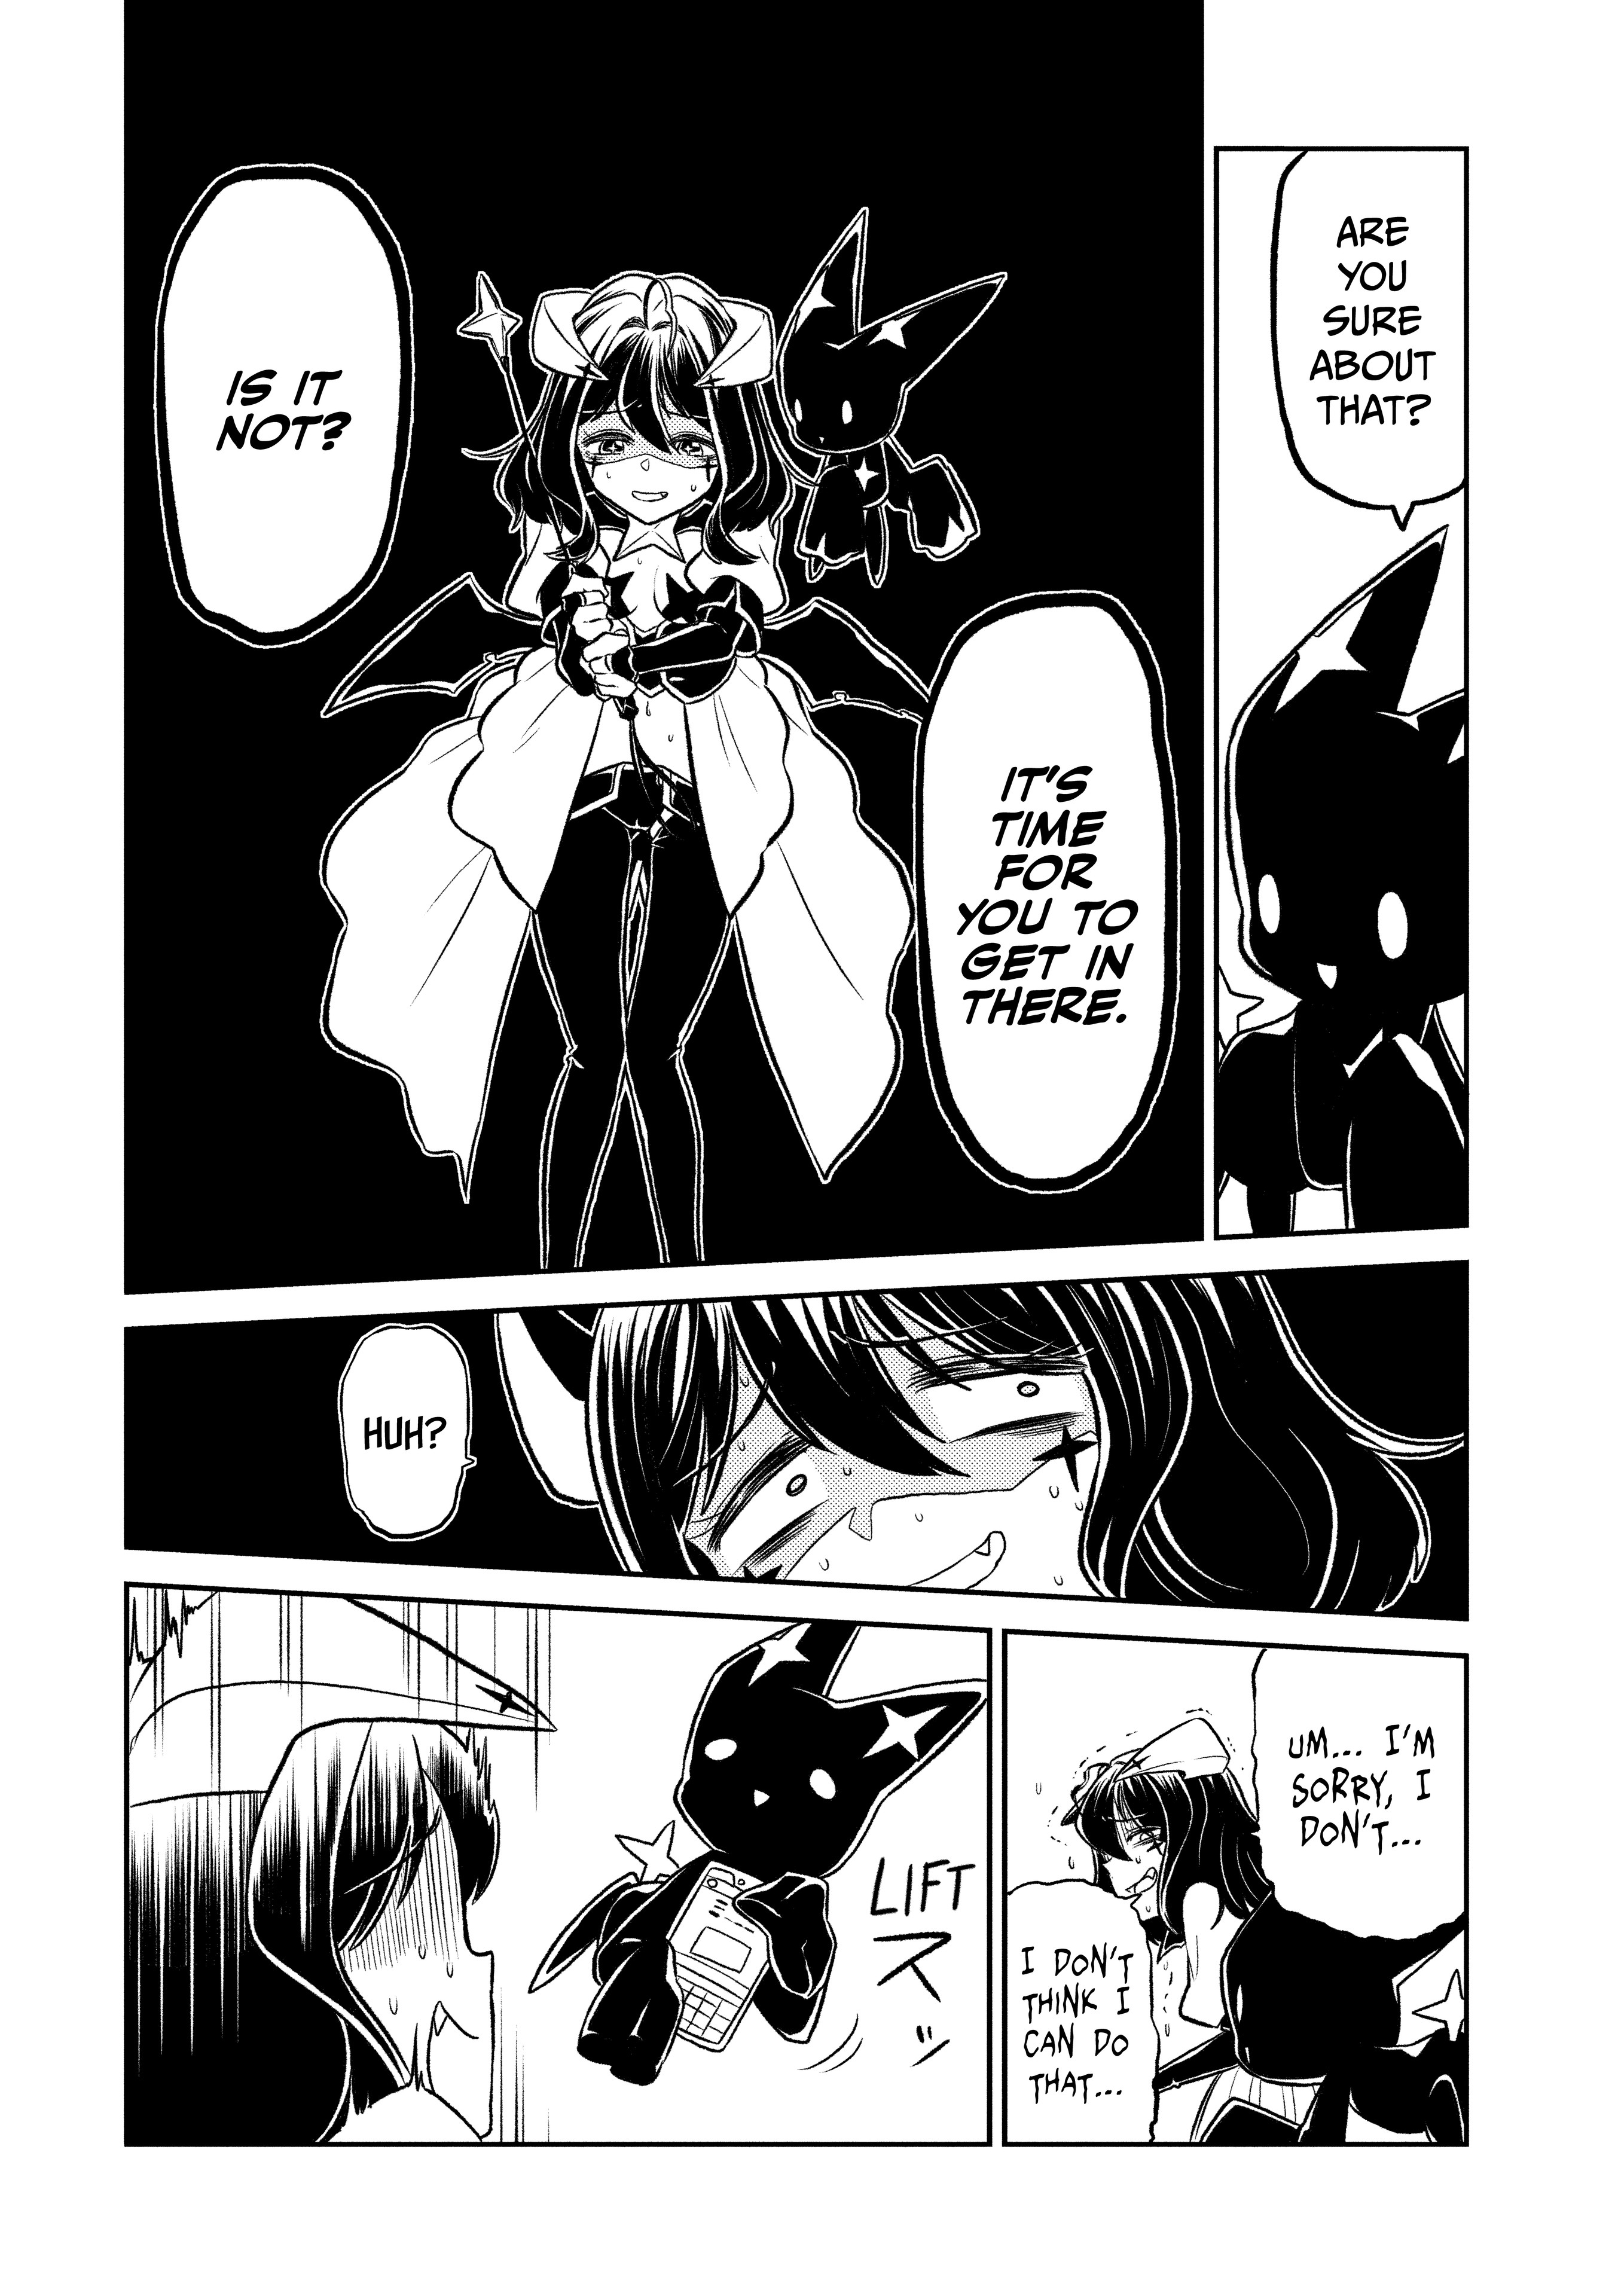 ARE
YOU
SURE
ABOUT
THAT?
IT'S
TIME
FOR
YOU TO
GET IN
THERE.
IS IT
NOT?
HUH?
UM... I'M
SORRY, I
DON'T...
I DON'T
THINK I
CAN DO
THAT...
LIFT
スッ